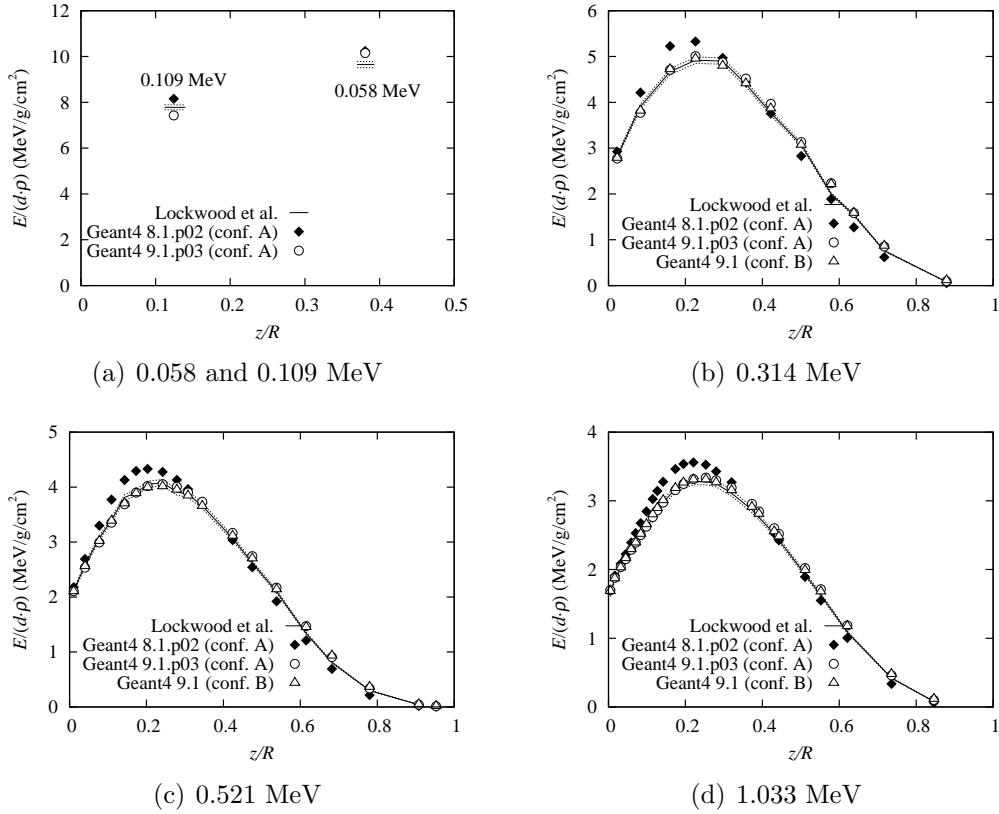 E/(d·ρ) (MeV/g/cm²)
12
10
8
6
4
2
0
0.109 MeV
0.058 MeV
Lockwood et al.
Geant4 8.1.p02 (conf. A)
Geant4 9.1.p03 (conf. A)
0 0.1 0.2 0.3 0.4 0.5
z/R
(a) 0.058 and 0.109 MeV
E/(d·ρ) (MeV/g/cm²)
6
5
4
3
2
1
0
Lockwood et al.
Geant4 8.1.p02 (conf. A)
Geant4 9.1.p03 (conf. A)
Geant4 9.1 (conf. B)
0 0.2 0.4 0.6 0.8 1
z/R
(b) 0.314 MeV
E/(d·ρ) (MeV/g/cm²)
5
4
3
2
1
0
Lockwood et al.
Geant4 8.1.p02 (conf. A)
Geant4 9.1.p03 (conf. A)
Geant4 9.1 (conf. B)
0 0.2 0.4 0.6 0.8 1
z/R
(c) 0.521 MeV
E/(d·ρ) (MeV/g/cm²)
4
3
2
1
0
Lockwood et al.
Geant4 8.1.p02 (conf. A)
Geant4 9.1.p03 (conf. A)
Geant4 9.1 (conf. B)
0 0.2 0.4 0.6 0.8 1
z/R
(d) 1.033 MeV